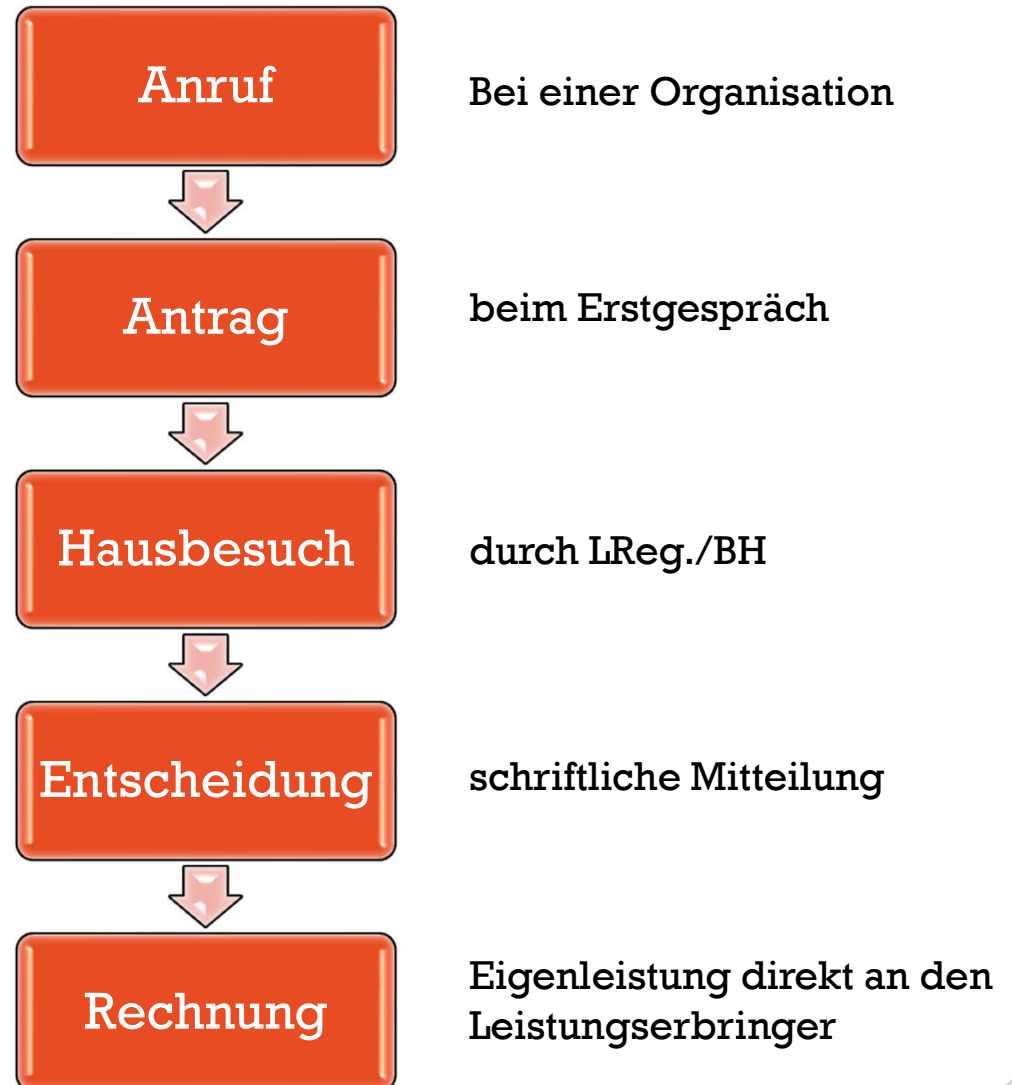 Anruf
Bei einer Organisation
Antrag
beim Erstgespräch
Hausbesuch
durch LReg./BH
Entscheidung
schriftliche Mitteilung
Rechnung
Eigenleistung direkt an den
Leistungserbringer